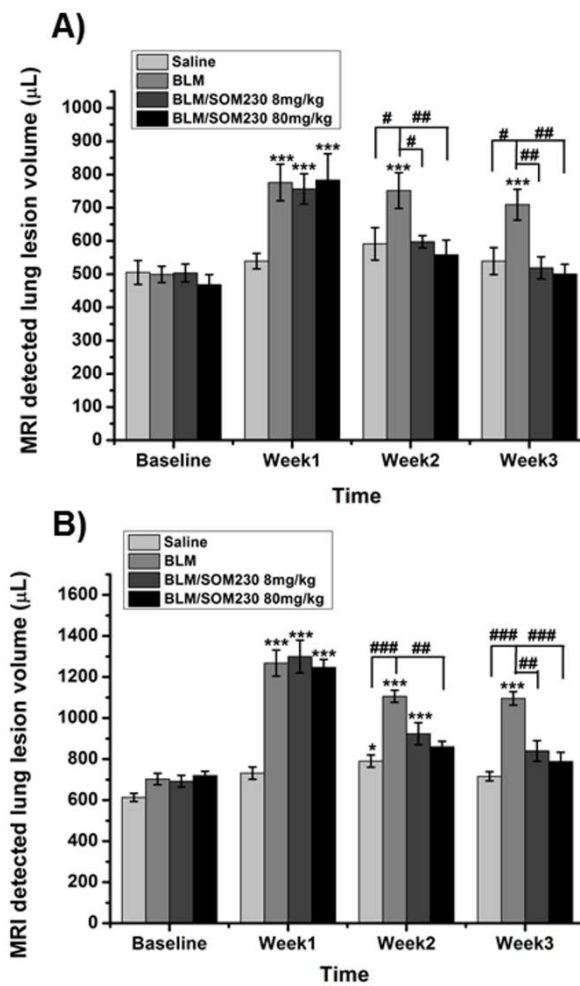 A)
Saline
BLM
BLM/SOM230 8mg/kg
BLM/SOM230 80mg/kg
MRI detected lung lesion volume (µL)
1000
900
800
700
600
500
400
300
200
100
0
*** *** ***
# ##
#
***
# ##
##
***
Baseline Week1 Week2 Week3
Time
B)
Saline
BLM
BLM/SOM230 8mg/kg
BLM/SOM230 80mg/kg
MRI detected lung lesion volume (µL)
1600
1400
1200
1000
800
600
400
200
0
*** *** ***
### ##
***
***
*
### ###
##
***
Baseline Week1 Week2 Week3
Time